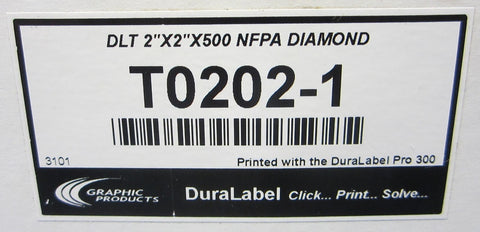 DLT 2"X2"X500 NFPA DIAMOND
T0202-1
3101 Printed with the DuraLabel Pro 300
GRAPHIC
PRODUCTS
DuraLabel Click... Print... Solve...